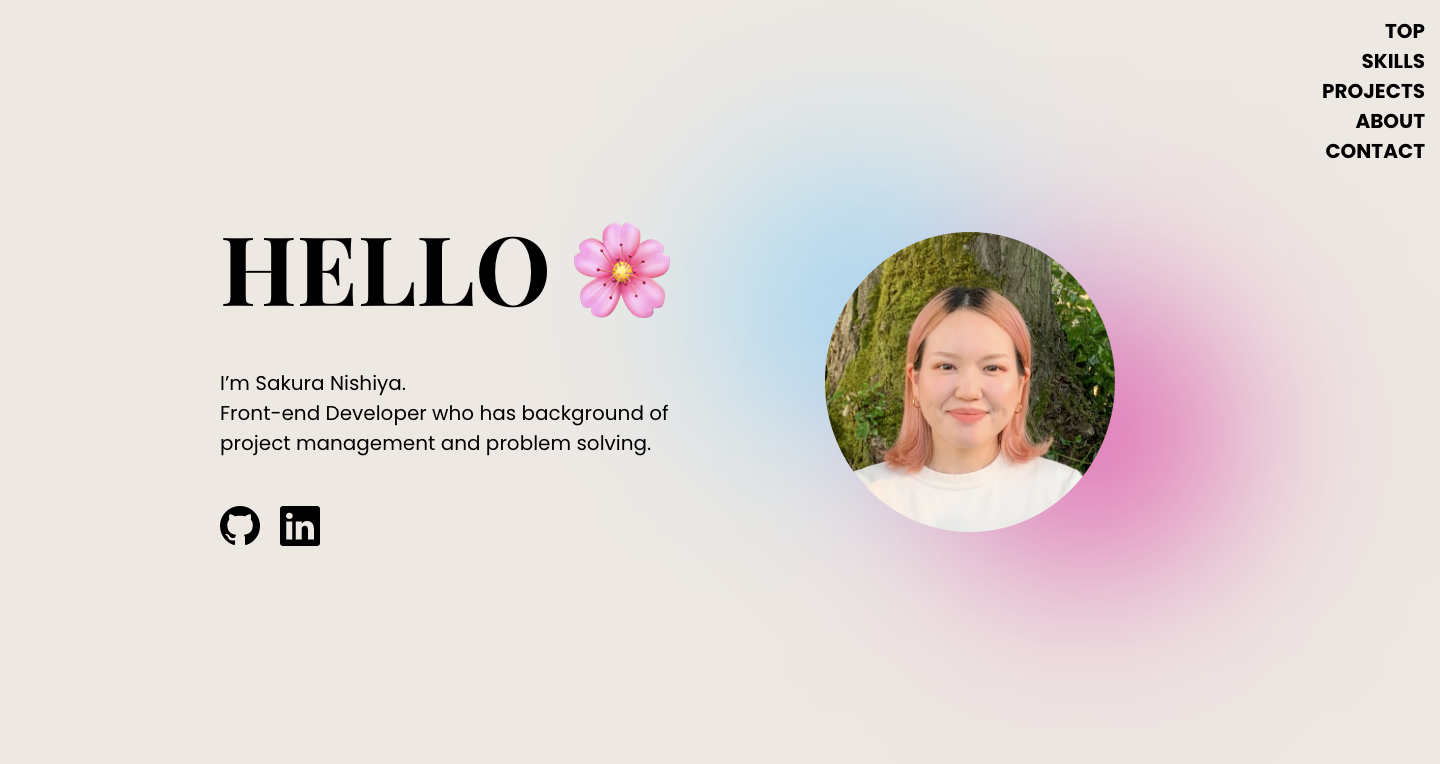 TOP
SKILLS
PROJECTS
ABOUT
CONTACT
HELLO 🌸
I’m Sakura Nishiya.
Front-end Developer who has background of
project management and problem solving.
in